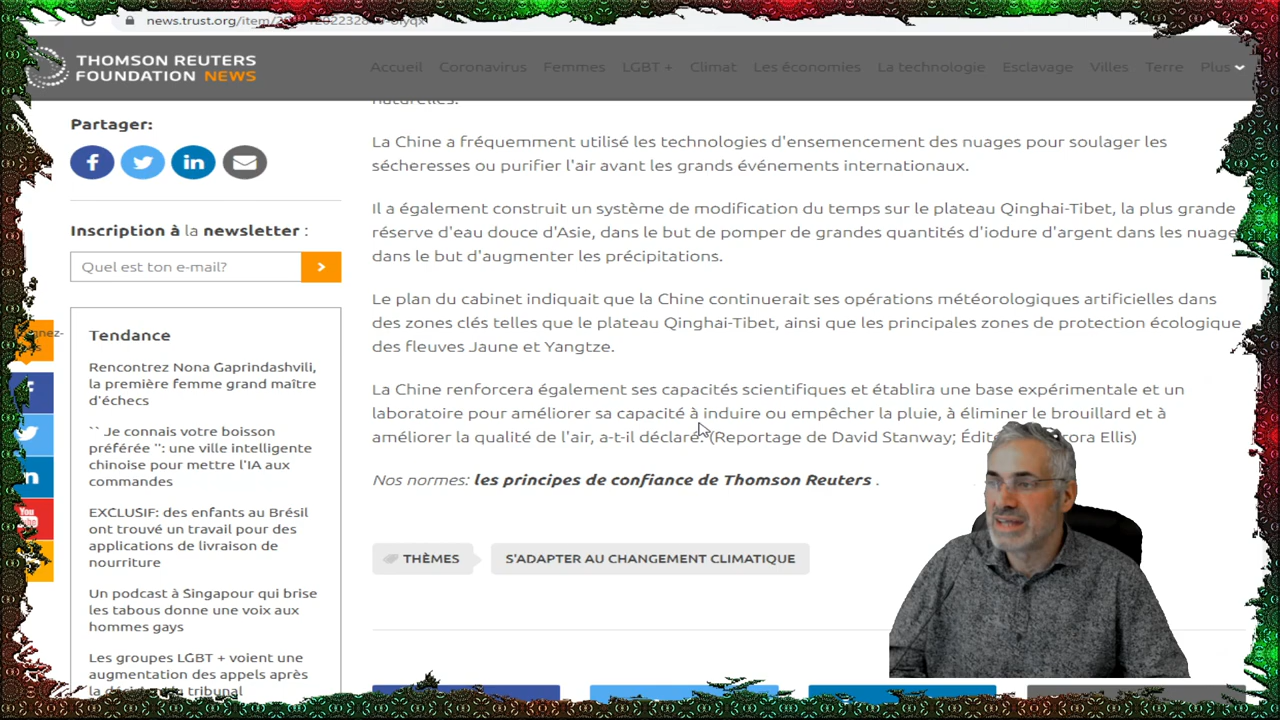 news.trust.org/item/
THOMSON REUTERS
FOUNDATION NEWS
Accueil Coronavirus Femmes LGBT + Climat Les économies La technologie Esclavage Villes Terre Plus
naturelles.
Partager:
Inscription à la newsletter :
Quel est ton e-mail?
Tendance
Rencontrez Nona Gaprindashvili,
la première femme grand maître
d'échecs
`` Je connais votre boisson
préférée '': une ville intelligente
chinoise pour mettre l'IA aux
commandes
EXCLUSIF: des enfants au Brésil
ont trouvé un travail pour des
applications de livraison de
nourriture
Un podcast à Singapour qui brise
les tabous donne une voix aux
hommes gays
Les groupes LGBT + voient une
augmentation des appels après
tribunal
La Chine a fréquemment utilisé les technologies d'ensemencement des nuages pour soulager les
sécheresses ou purifier l'air avant les grands événements internationaux.
Il a également construit un système de modification du temps sur le plateau Qinghai-Tibet, la plus grande
réserve d'eau douce d'Asie, dans le but de pomper de grandes quantités d'iodure d'argent dans les nuage
dans le but d'augmenter les précipitations.
Le plan du cabinet indiquait que la Chine continuerait ses opérations météorologiques artificielles dans
des zones clés telles que le plateau Qinghai-Tibet, ainsi que les principales zones de protection écologique
des fleuves Jaune et Yangtze.
La Chine renforcera également ses capacités scientifiques et établira une base expérimentale et un
laboratoire pour améliorer sa capacité à induire ou empêcher la pluie, à éliminer le brouillard et à
améliorer la qualité de l'air, a-t-il déclaré. (Reportage de David Stanway; Ellis)
Nos normes: les principes de confiance de Thomson Reuters .
THÈMES
S'ADAPTER AU CHANGEMENT CLIMATIQUE